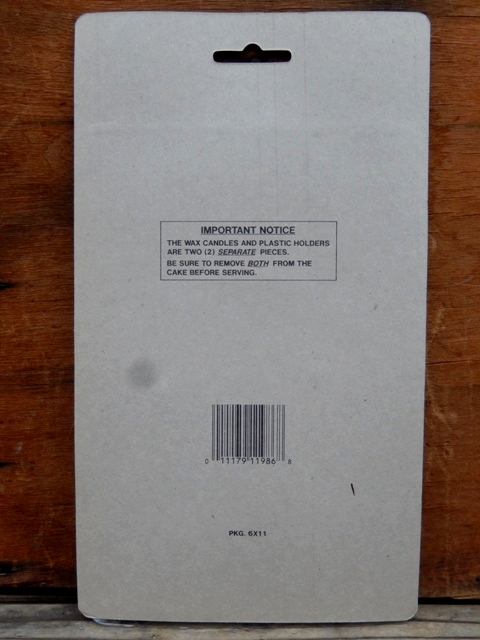 IMPORTANT NOTICE
THE WAX CANDLES AND PLASTIC HOLDERS
ARE TWO (2) SEPARATE PIECES.
BE SURE TO REMOVE BOTH FROM THE
CAKE BEFORE SERVING.
0 11179 11986 8
PKG. 6X11